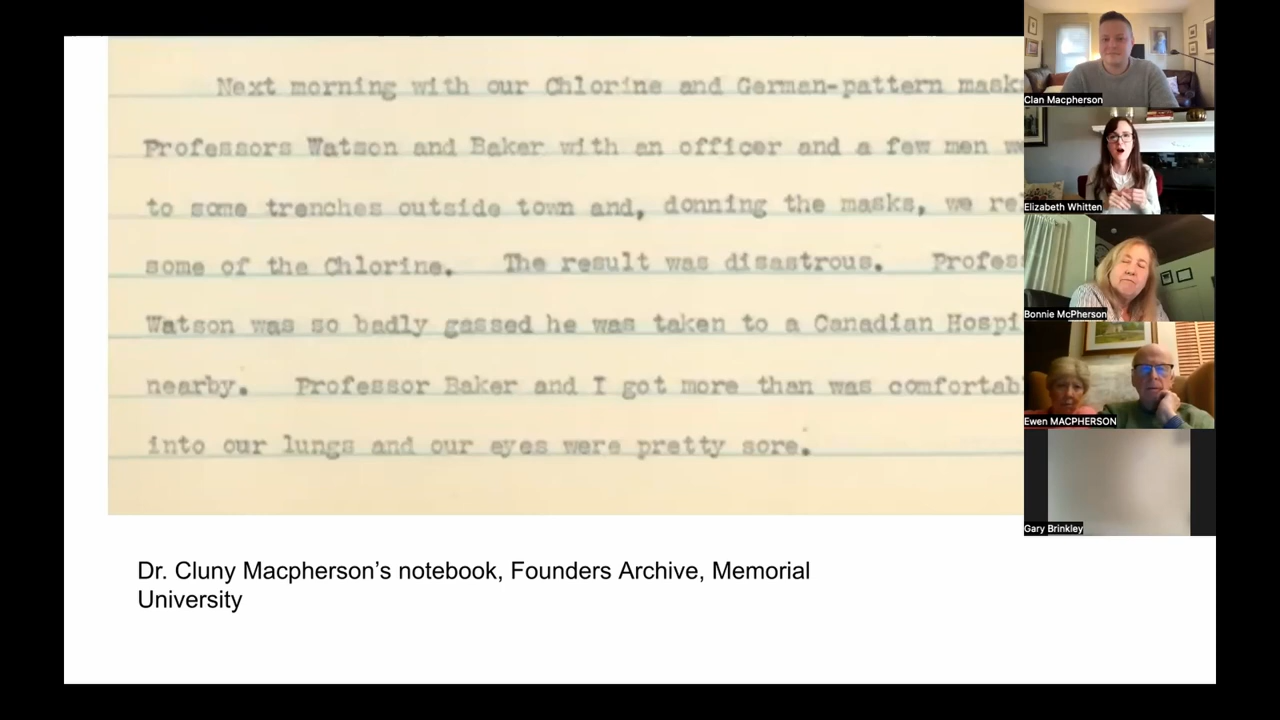 Next morning with our Chlorine and German-pattern mask
Professors Watson and Baker with an officer and a few men
to some trenches outside town and, donning the masks, we
some of the Chlorine. The result was disastrous.
Watson was so badly gassed he was taken to a Canadian
nearby. Professor Baker and I got more than was
into our lungs and our eyes were pretty sore.
Dr. Cluny Macpherson’s notebook, Founders Archive, Memorial
University
Clan Macpherson
Elizabeth Whitten
Bonnie McPherson
Ewen MACPHERSON
Gary Brinkley